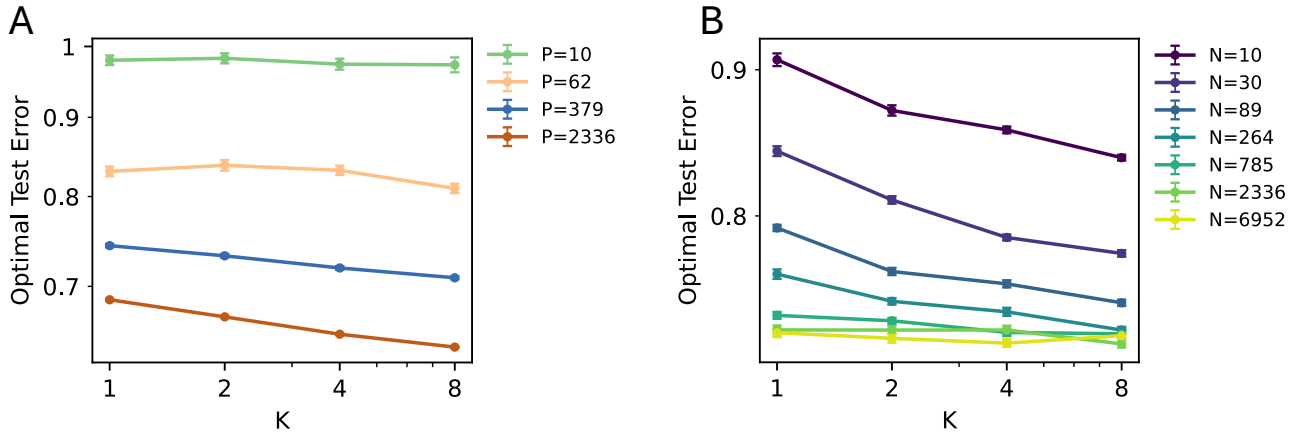 A
Optimal Test Error
1
0.9
0.8
0.7
1 2 4 8
K
P=10
P=62
P=379
P=2336
B
Optimal Test Error
0.9
0.8
1 2 4 8
K
N=10
N=30
N=89
N=264
N=785
N=2336
N=6952